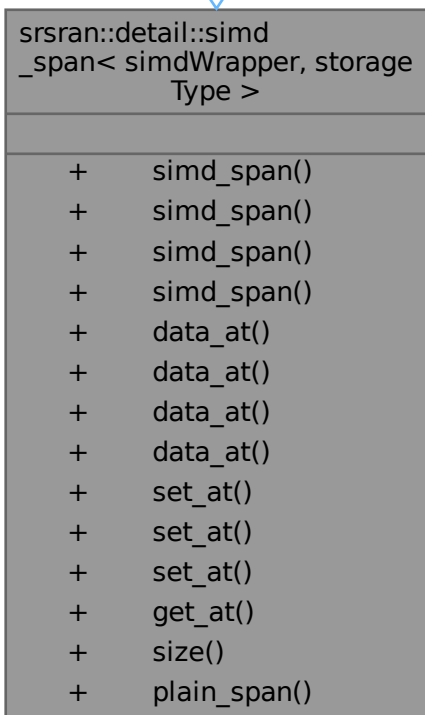 srsran::detail::simd
_span< simdWrapper, storage
Type >
+ simd_span()
+ simd_span()
+ simd_span()
+ simd_span()
+ data_at()
+ data_at()
+ data_at()
+ data_at()
+ set_at()
+ set_at()
+ set_at()
+ get_at()
+ size()
+ plain_span()